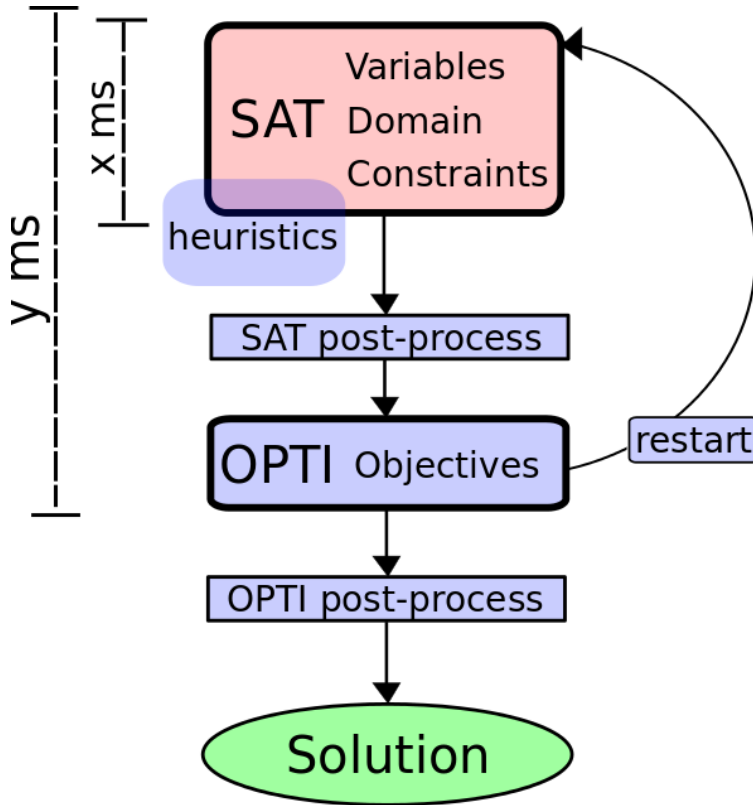 y ms
x ms
SAT
Variables
Domain
Constraints
heuristics
SAT post-process
OPTI Objectives
restart
OPTI post-process
Solution